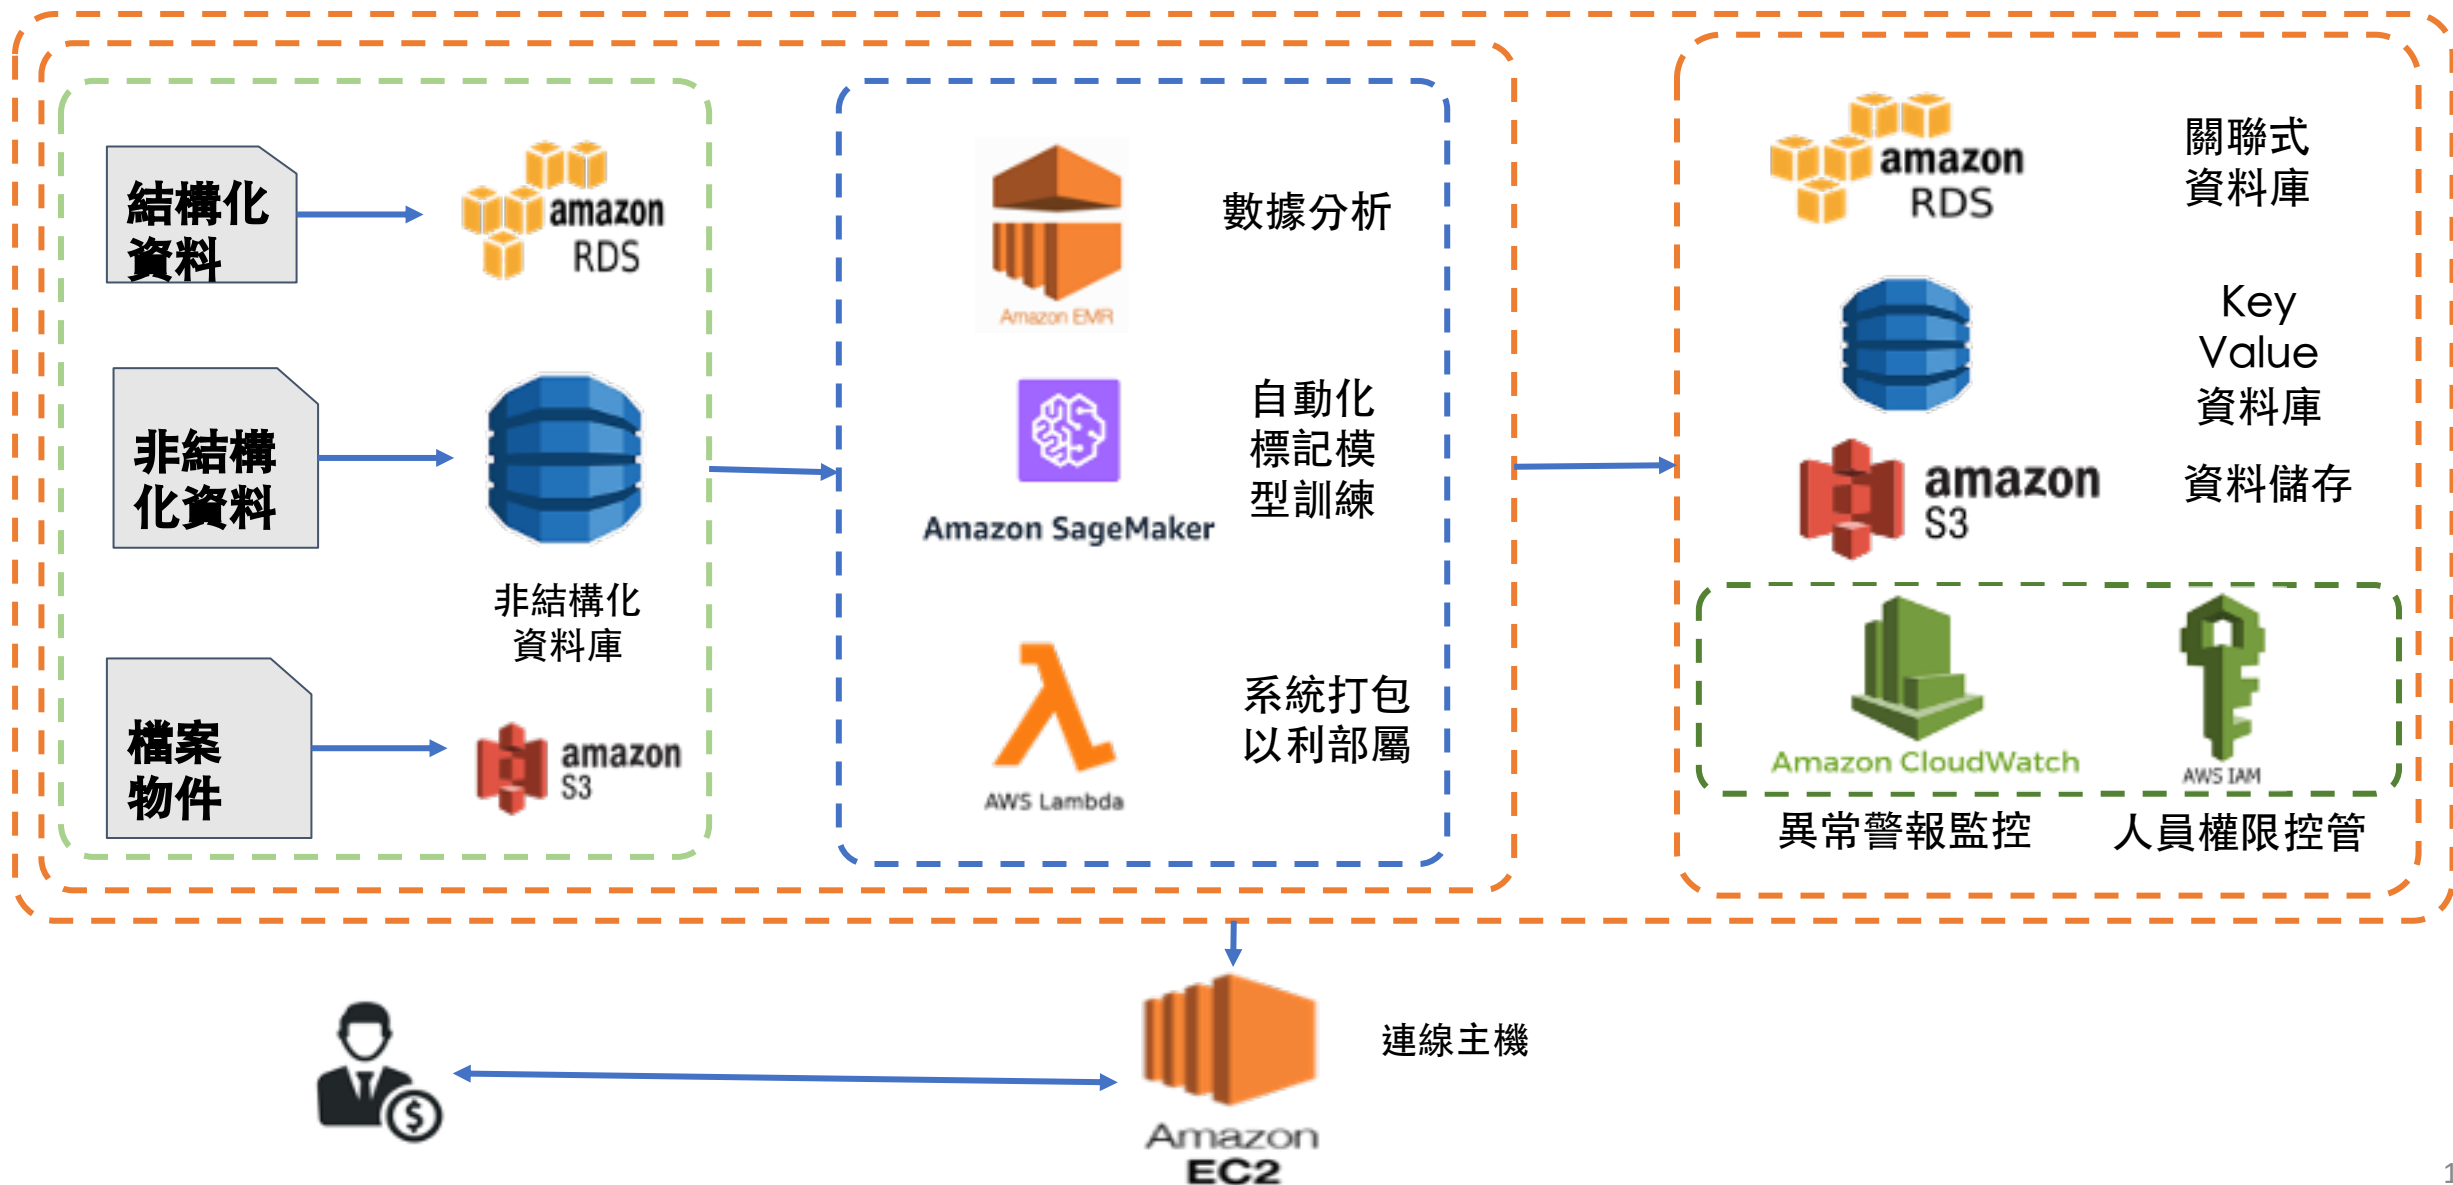 結構化
資料
amazon
RDS
非結構
化資料
非結構化
資料庫
檔案
物件
amazon
S3
Amazon EMR
數據分析
Amazon SageMaker
自動化
標記模
型訓練
AWS Lambda
系統打包
以利部屬
amazon
RDS
關聯式
資料庫
Key
Value
資料庫
amazon
S3
資料儲存
Amazon CloudWatch
AWS IAM
異常警報監控
人員權限控管
$
Amazon
EC2
連線主機
1